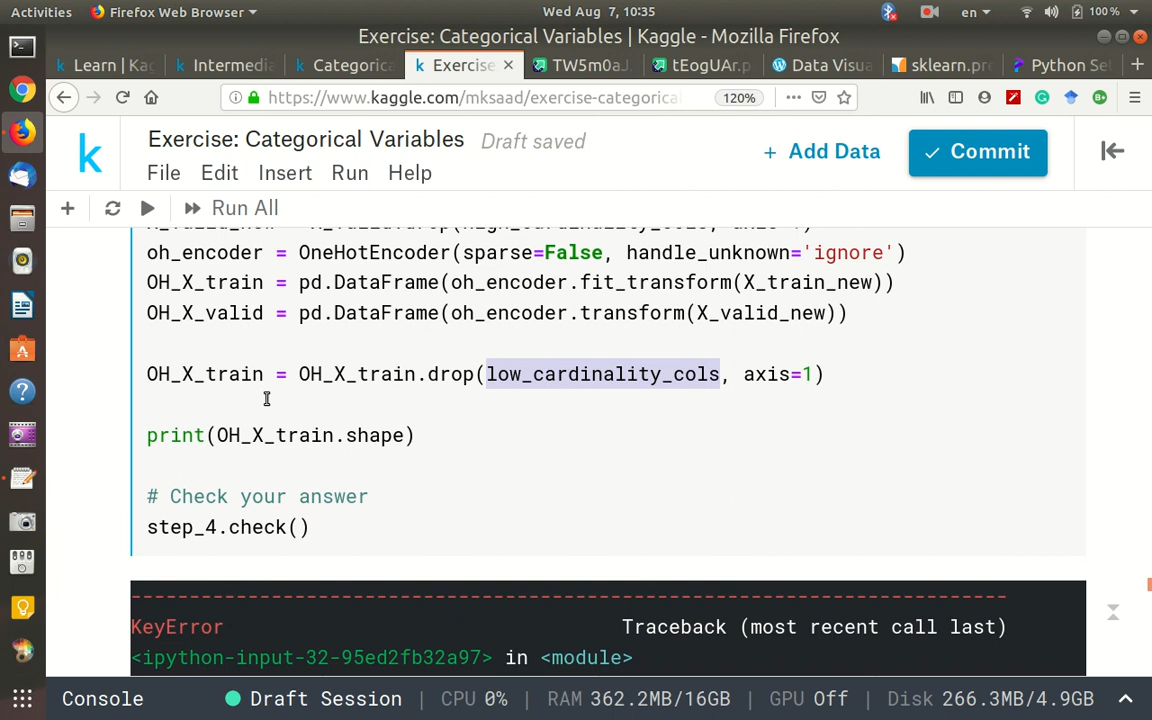 Activities Firefox Web Browser Wed Aug 7, 10:35 en 100 %
Exercise: Categorical Variables | Kaggle - Mozilla Firefox
Learn | Kag Intermedia Categorica Exercise TW5m0aJ tEogUAr.p Data Visua sklearn.pre Python Se
https://www.kaggle.com/mksaad/exercise-categorica 120%
Exercise: Categorical Variables Draft saved
+ Add Data Commit
File Edit Insert Run Help
Run All
oh_encoder = OneHotEncoder(sparse=False, handle_unknown='ignore')
OH_X_train = pd.DataFrame(oh_encoder.fit_transform(X_train_new))
OH_X_valid = pd.DataFrame(oh_encoder.transform(X_valid_new))
OH_X_train = OH_X_train.drop(low_cardinality_cols, axis=1)
print(OH_X_train.shape)
# Check your answer
step_4.check()
---------------------------------------------------------------------------
KeyError Traceback (most recent call last)
<ipython-input-32-95ed2fb32a97> in <module>
Console Draft Session | CPU 0% | RAM 362.2MB/16GB | GPU Off | Disk 266.3MB/4.9GB